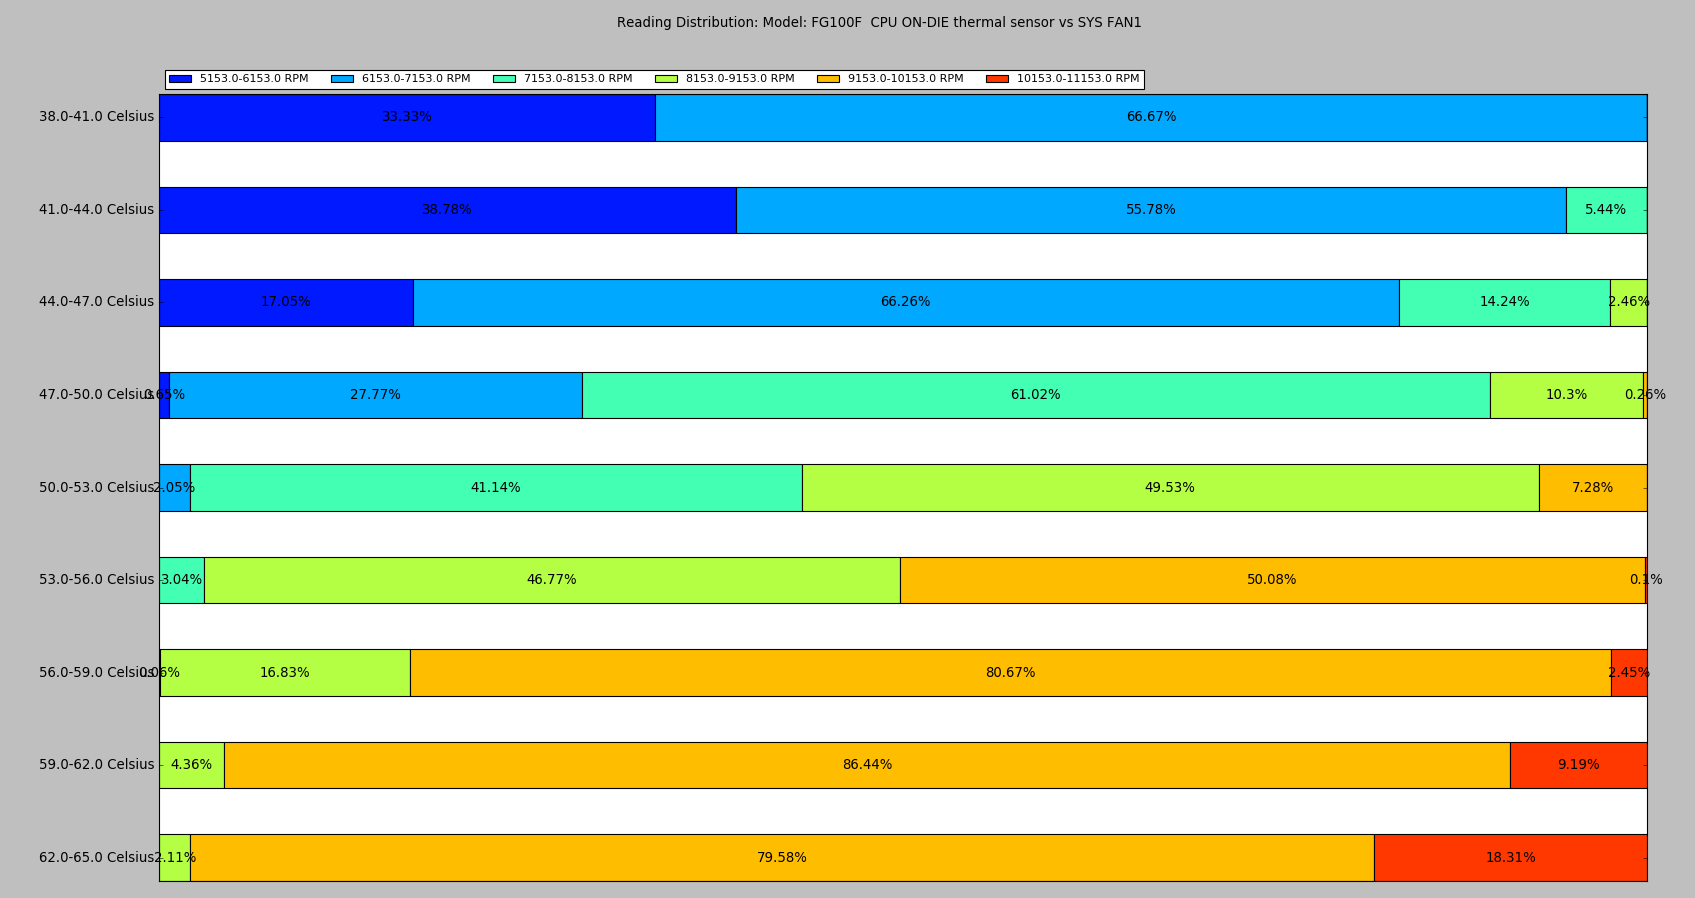 Reading Distribution: Model: FG100F  CPU ON-DIE thermal sensor vs SYS FAN1
5153.0-6153.0 RPM 6153.0-7153.0 RPM 7153.0-8153.0 RPM 8153.0-9153.0 RPM 9153.0-10153.0 RPM 10153.0-11153.0 RPM
38.0-41.0 Celsius 33.33% 66.67%
41.0-44.0 Celsius 38.78% 55.78% 5.44%
44.0-47.0 Celsius 17.05% 66.26% 14.24% 2.46%
47.0-50.0 Celsius 0.65% 27.77% 61.02% 10.3% 0.26%
50.0-53.0 Celsius 2.05% 41.14% 49.53% 7.28%
53.0-56.0 Celsius 3.04% 46.77% 50.08% 0.1%
56.0-59.0 Celsius 0.06% 16.83% 80.67% 2.45%
59.0-62.0 Celsius 4.36% 86.44% 9.19%
62.0-65.0 Celsius 2.11% 79.58% 18.31%